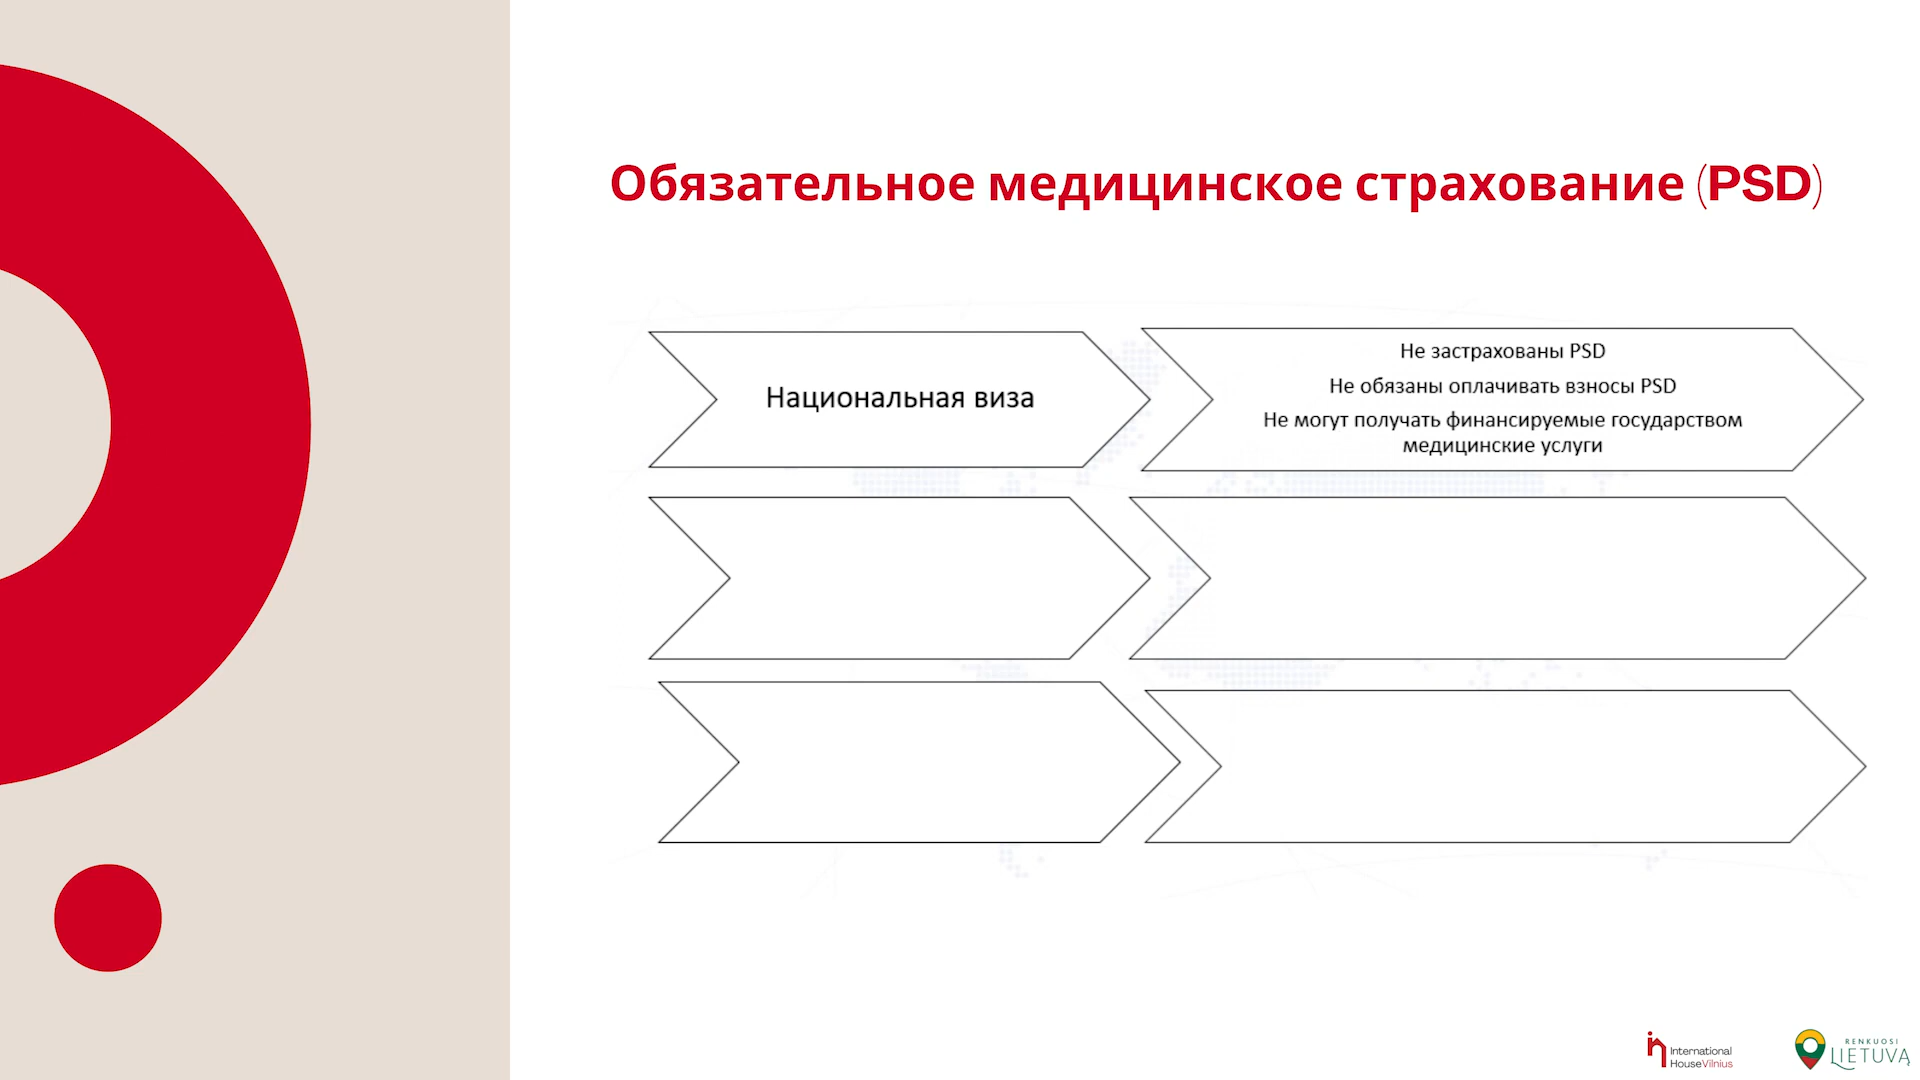 Обязательное медицинское страхование (PSD)
Национальная виза
Не застрахованы PSD
Не обязаны оплачивать взносы PSD
Не могут получать финансируемые государством
медицинские услуги
International
HouseVilnius
RENKUOSI
LIETUVĄ